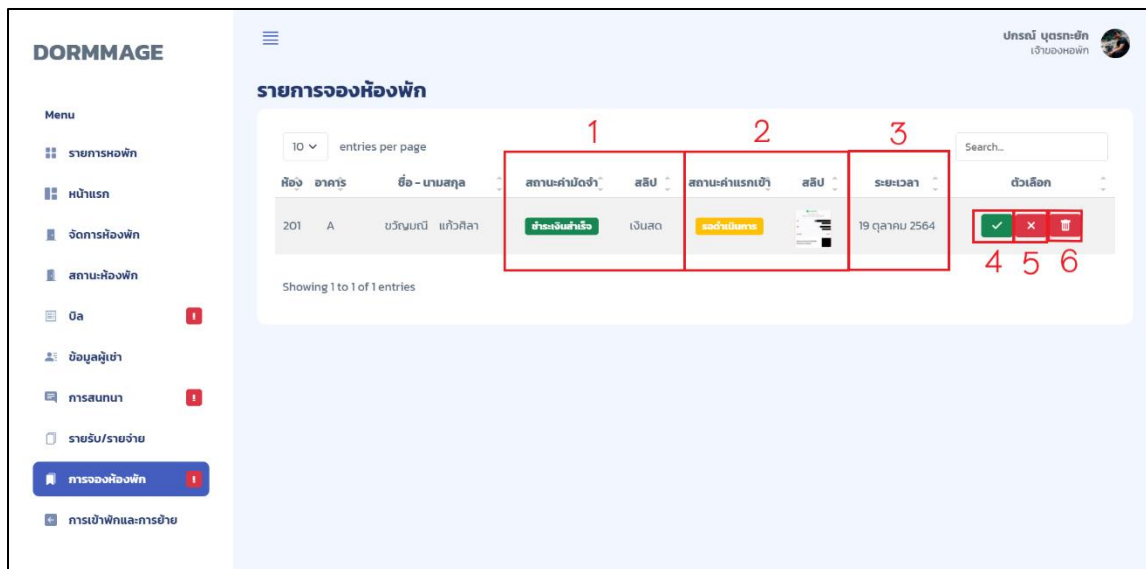 DORMMAGE
ปกรณ์ บุตรทะยัก
เจ้าของหอพัก
รายการจองห้องพัก
Menu
รายการหอพัก
หน้าแรก
จัดการห้องพัก
สถานะห้องพัก
บิล
ข้อมูลผู้เช่า
การสนทนา
รายรับ/รายจ่าย
การจองห้องพัก
การเข้าพักและการย้าย
1 2 3
10 entries per page Search...
ห้อง อาคาร ชื่อ - นามสกุล สถานะค่ามัดจำ สลิป สถานะค่าแรกเข้า สลิป ระยะเวลา ตัวเลือก
201 A ขวัญมณี แก้วศิลา ชำระเงินสำเร็จ เงินสด รอดำเนินการ 19 ตุลาคม 2564
4 5 6
Showing 1 to 1 of 1 entries